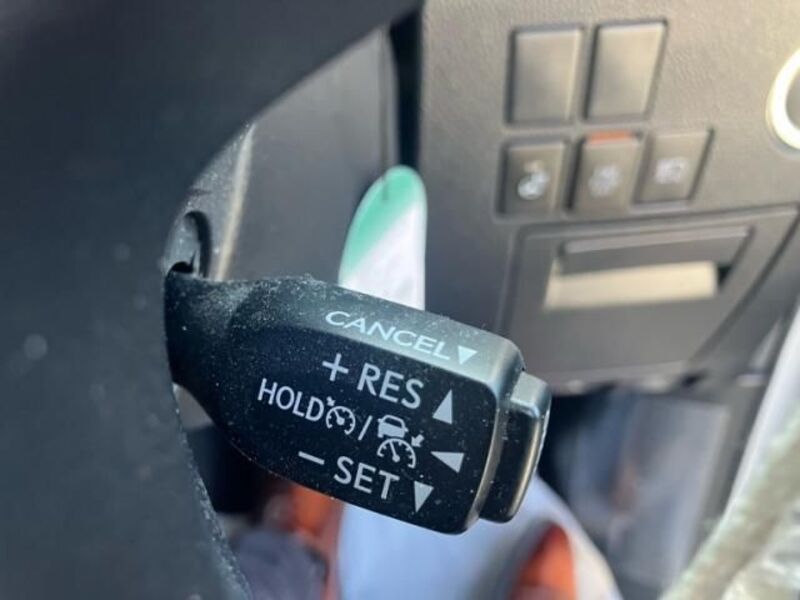 CANCEL▼
+ RES ▲
HOLD / ◀
− SET ▼